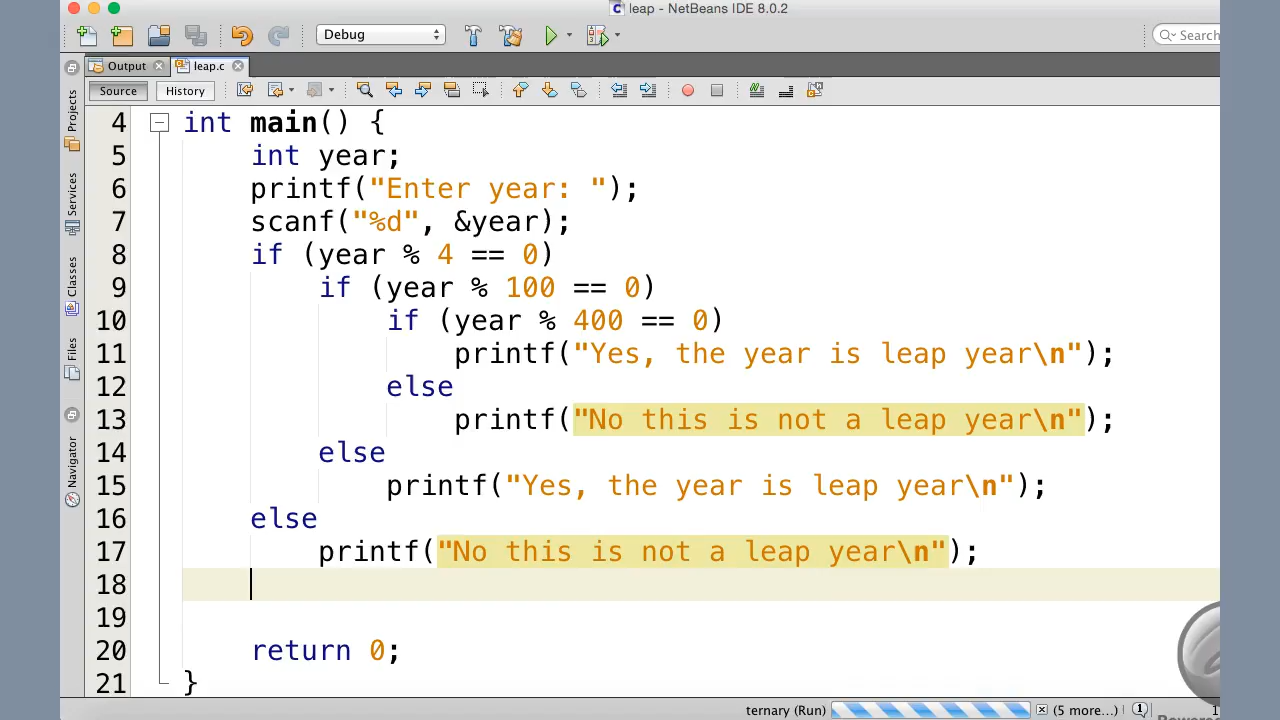 leap - NetBeans IDE 8.0.2
Debug
Search
Output
leap.c
Source
History
Projects
Services
Classes
Files
Navigator
4 int main() {
5 int year;
6 printf("Enter year: ");
7 scanf("%d", &year);
8 if (year % 4 == 0)
9 if (year % 100 == 0)
10 if (year % 400 == 0)
11 printf("Yes, the year is leap year\n");
12 else
13 printf("No this is not a leap year\n");
14 else
15 printf("Yes, the year is leap year\n");
16 else
17 printf("No this is not a leap year\n");
18
19
20 return 0;
21 }
ternary (Run)
(5 more...)
1